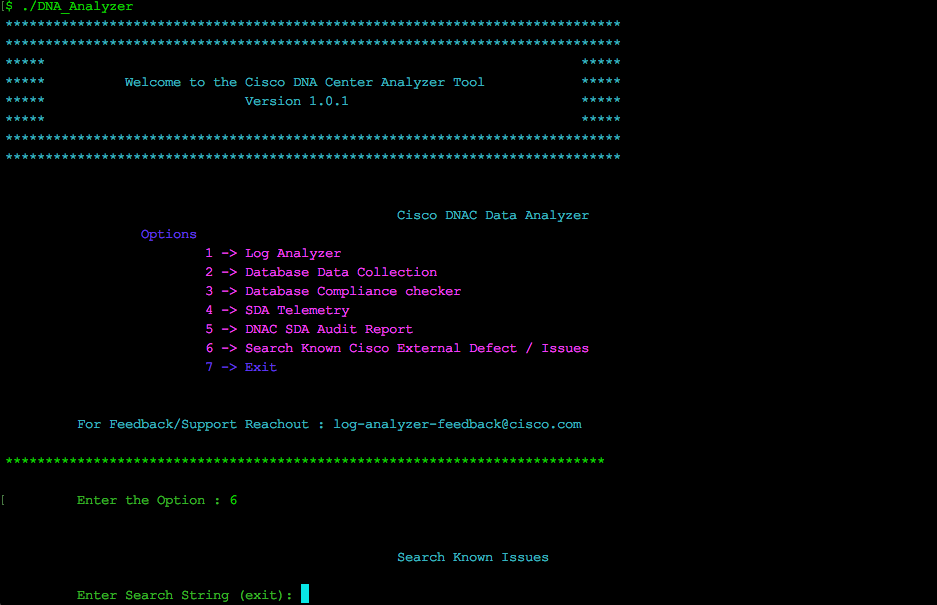 [$ ./DNA_Analyzer
*****************************************************************************
*****************************************************************************
***** *****
***** Welcome to the Cisco DNA Center Analyzer Tool *****
***** Version 1.0.1 *****
***** *****
*****************************************************************************
*****************************************************************************
Cisco DNAC Data Analyzer
Options
1 -> Log Analyzer
2 -> Database Data Collection
3 -> Database Compliance checker
4 -> SDA Telemetry
5 -> DNAC SDA Audit Report
6 -> Search Known Cisco External Defect / Issues
7 -> Exit
For Feedback/Support Reachout : log-analyzer-feedback@cisco.com
***************************************************************************
[ Enter the Option : 6
Search Known Issues
Enter Search String (exit):